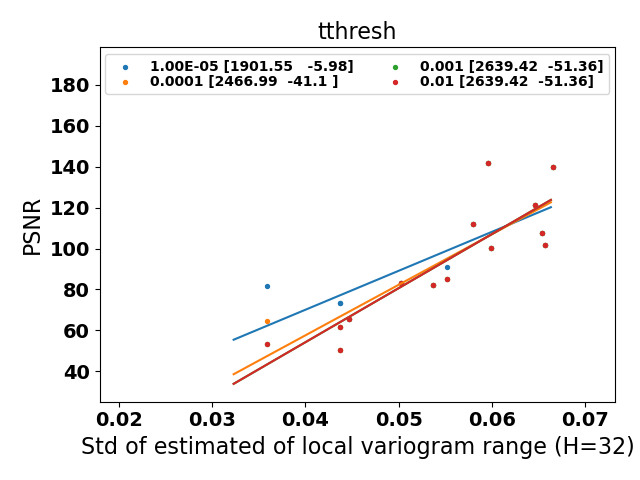 tthresh
1.00E-05 [1901.55   -5.98]
0.0001 [2466.99  -41.1 ]
0.001 [2639.42  -51.36]
0.01 [2639.42  -51.36]
PSNR
180
160
140
120
100
80
60
40
0.02 0.03 0.04 0.05 0.06 0.07
Std of estimated of local variogram range (H=32)